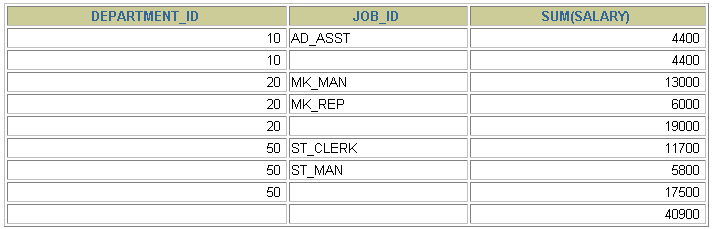 DEPARTMENT_ID JOB_ID SUM(SALARY)
10 AD_ASST 4400
10 4400
20 MK_MAN 13000
20 MK_REP 6000
20 19000
50 ST_CLERK 11700
50 ST_MAN 5800
50 17500
40900